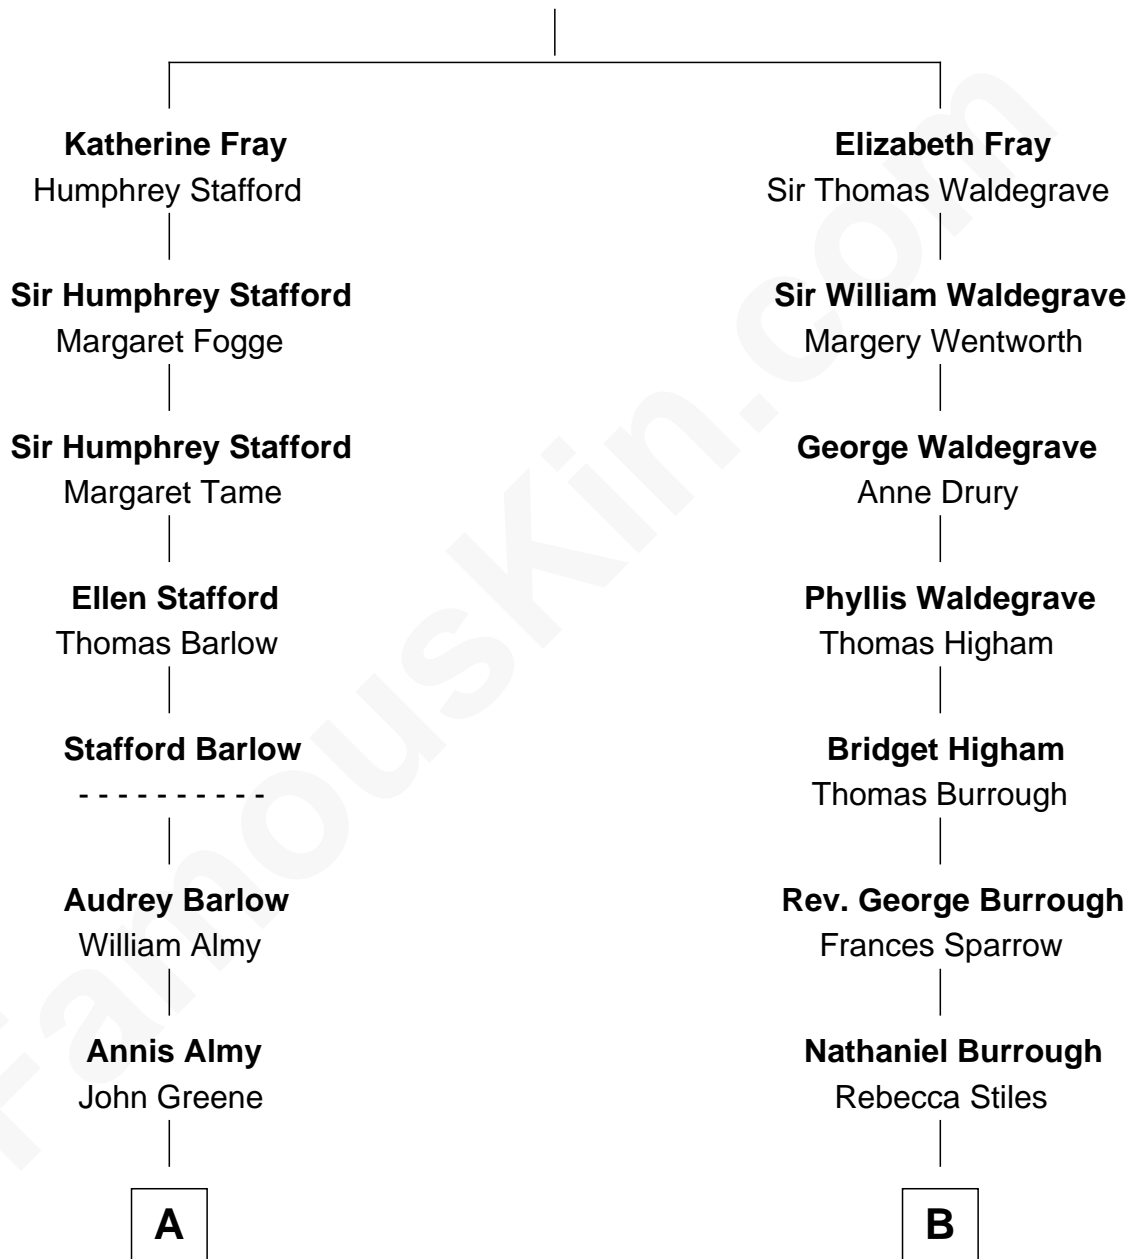 Katherine Fray
Humphrey Stafford
Sir Humphrey Stafford
Margaret Fogge
Sir Humphrey Stafford
Margaret Tame
Ellen Stafford
Thomas Barlow
Stafford Barlow
- - - - - - - - - -
Audrey Barlow
William Almy
Annis Almy
John Greene
A
Elizabeth Fray
Sir Thomas Waldegrave
Sir William Waldegrave
Margery Wentworth
George Waldegrave
Anne Drury
Phyllis Waldegrave
Thomas Higham
Bridget Higham
Thomas Burrough
Rev. George Burrough
Frances Sparrow
Nathaniel Burrough
Rebecca Stiles
B
FamousKin.com